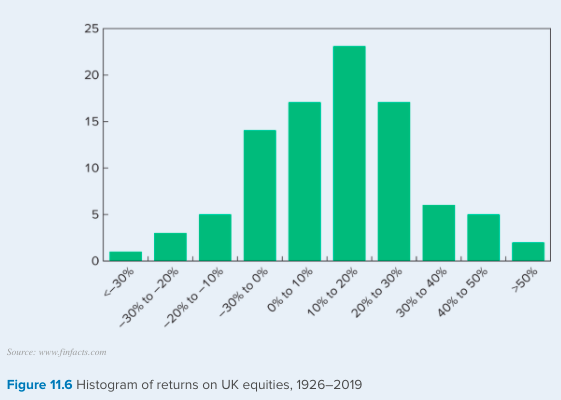 25
20
15
10
5
0
<–30%
–30% to –20%
–20% to –10%
–30% to 0%
0% to 10%
10% to 20%
20% to 30%
30% to 40%
40% to 50%
>50%
Source: www.finfacts.com
Figure 11.6 Histogram of returns on UK equities, 1926–2019